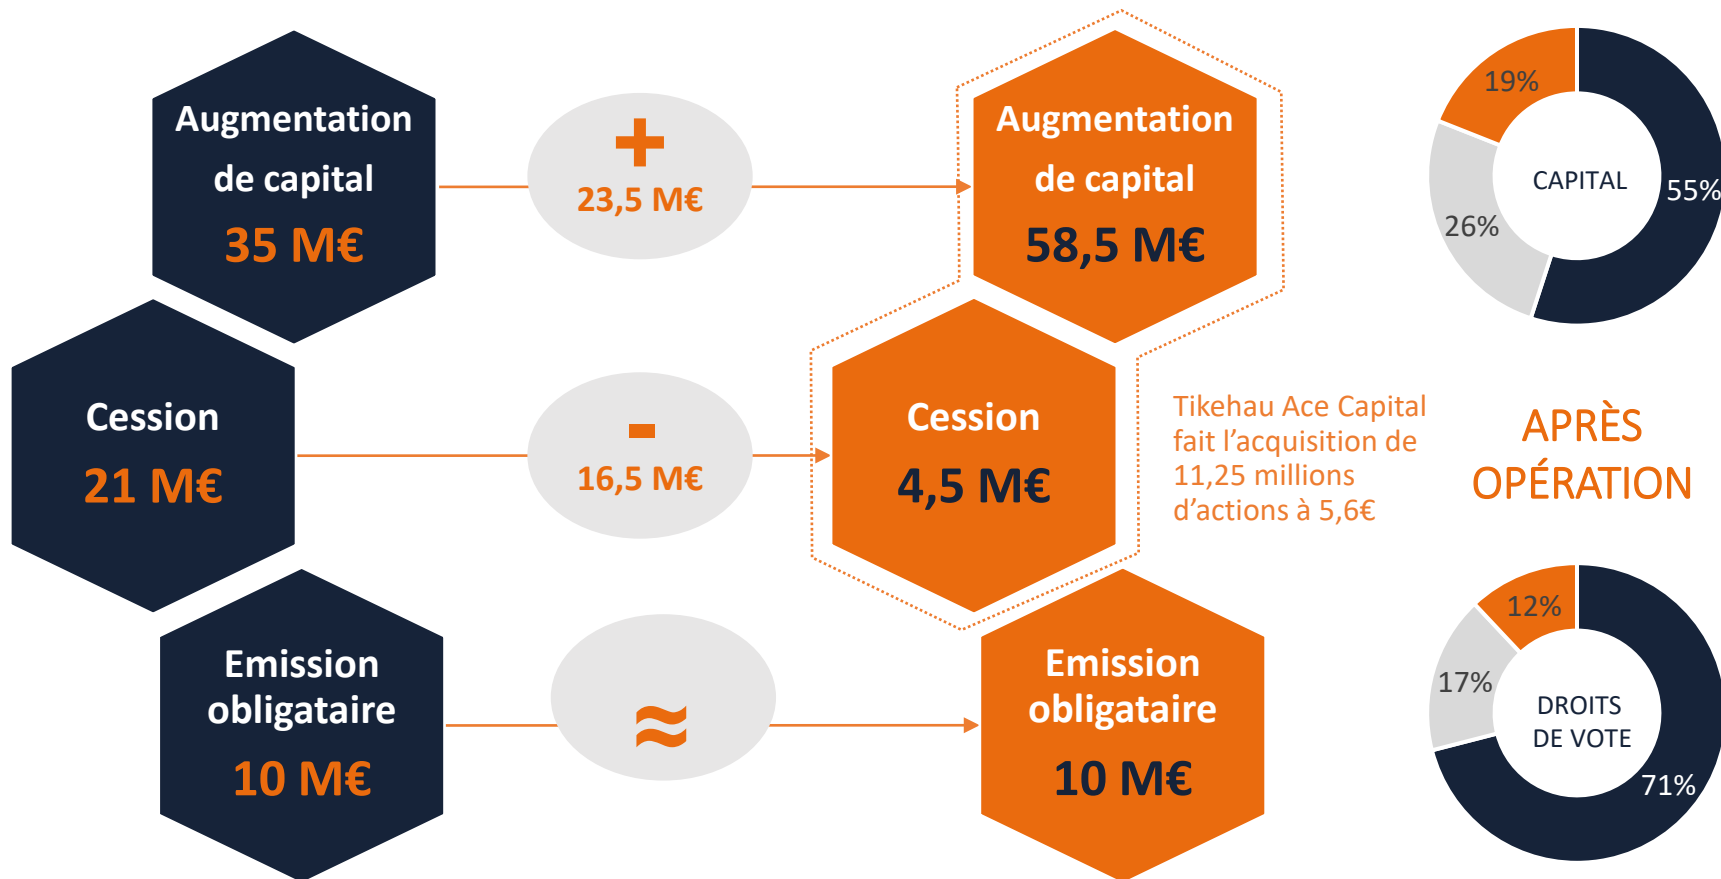 Augmentation
de capital
35 M€
+
23,5 M€
Augmentation
de capital
58,5 M€
19%
CAPITAL
55%
26%
Cession
21 M€
-
16,5 M€
Cession
4,5 M€
Tikehau Ace Capital
fait l’acquisition de
11,25 millions
d’actions à 5,6€
APRÈS
OPÉRATION
Emission
obligataire
10 M€
≈
Emission
obligataire
10 M€
12%
17%
DROITS
DE VOTE
71%